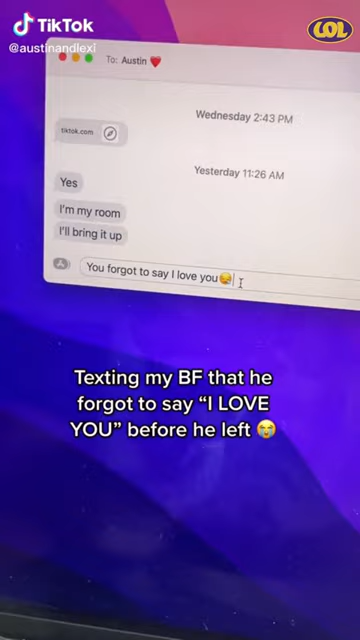 TikTok
@austinandlexi
LOL
To: Austin ❤️
Wednesday 2:43 PM
tiktok.com
Yesterday 11:26 AM
Yes
I'm my room
I'll bring it up
You forgot to say I love you😪
Texting my BF that he
forgot to say “I LOVE
YOU” before he left 😭